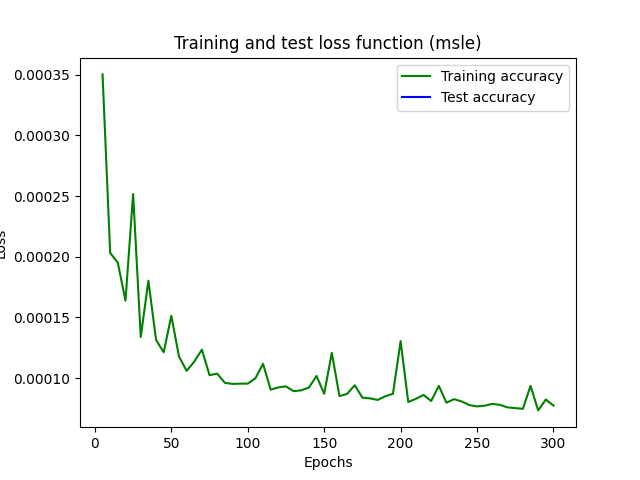 Training and test loss function (msle)
Training accuracy
Test accuracy
0.00035
0.00030
0.00025
0.00020
0.00015
0.00010
Loss
0
50
100
150
200
250
300
Epochs